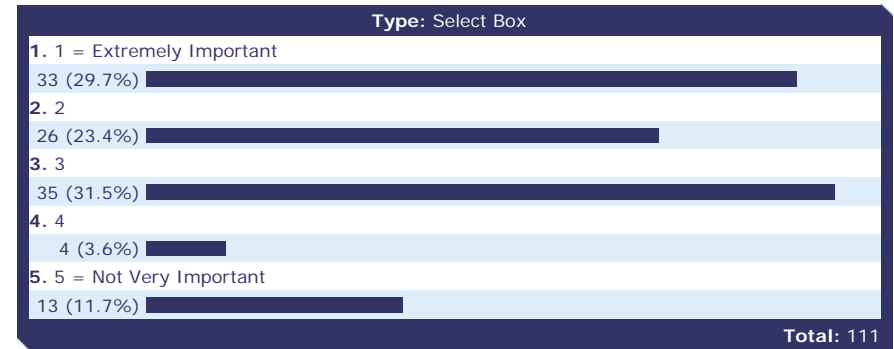 Type: Select Box
1. 1 = Extremely Important
33 (29.7%)
2. 2
26 (23.4%)
3. 3
35 (31.5%)
4. 4
4 (3.6%)
5. 5 = Not Very Important
13 (11.7%)
Total: 111